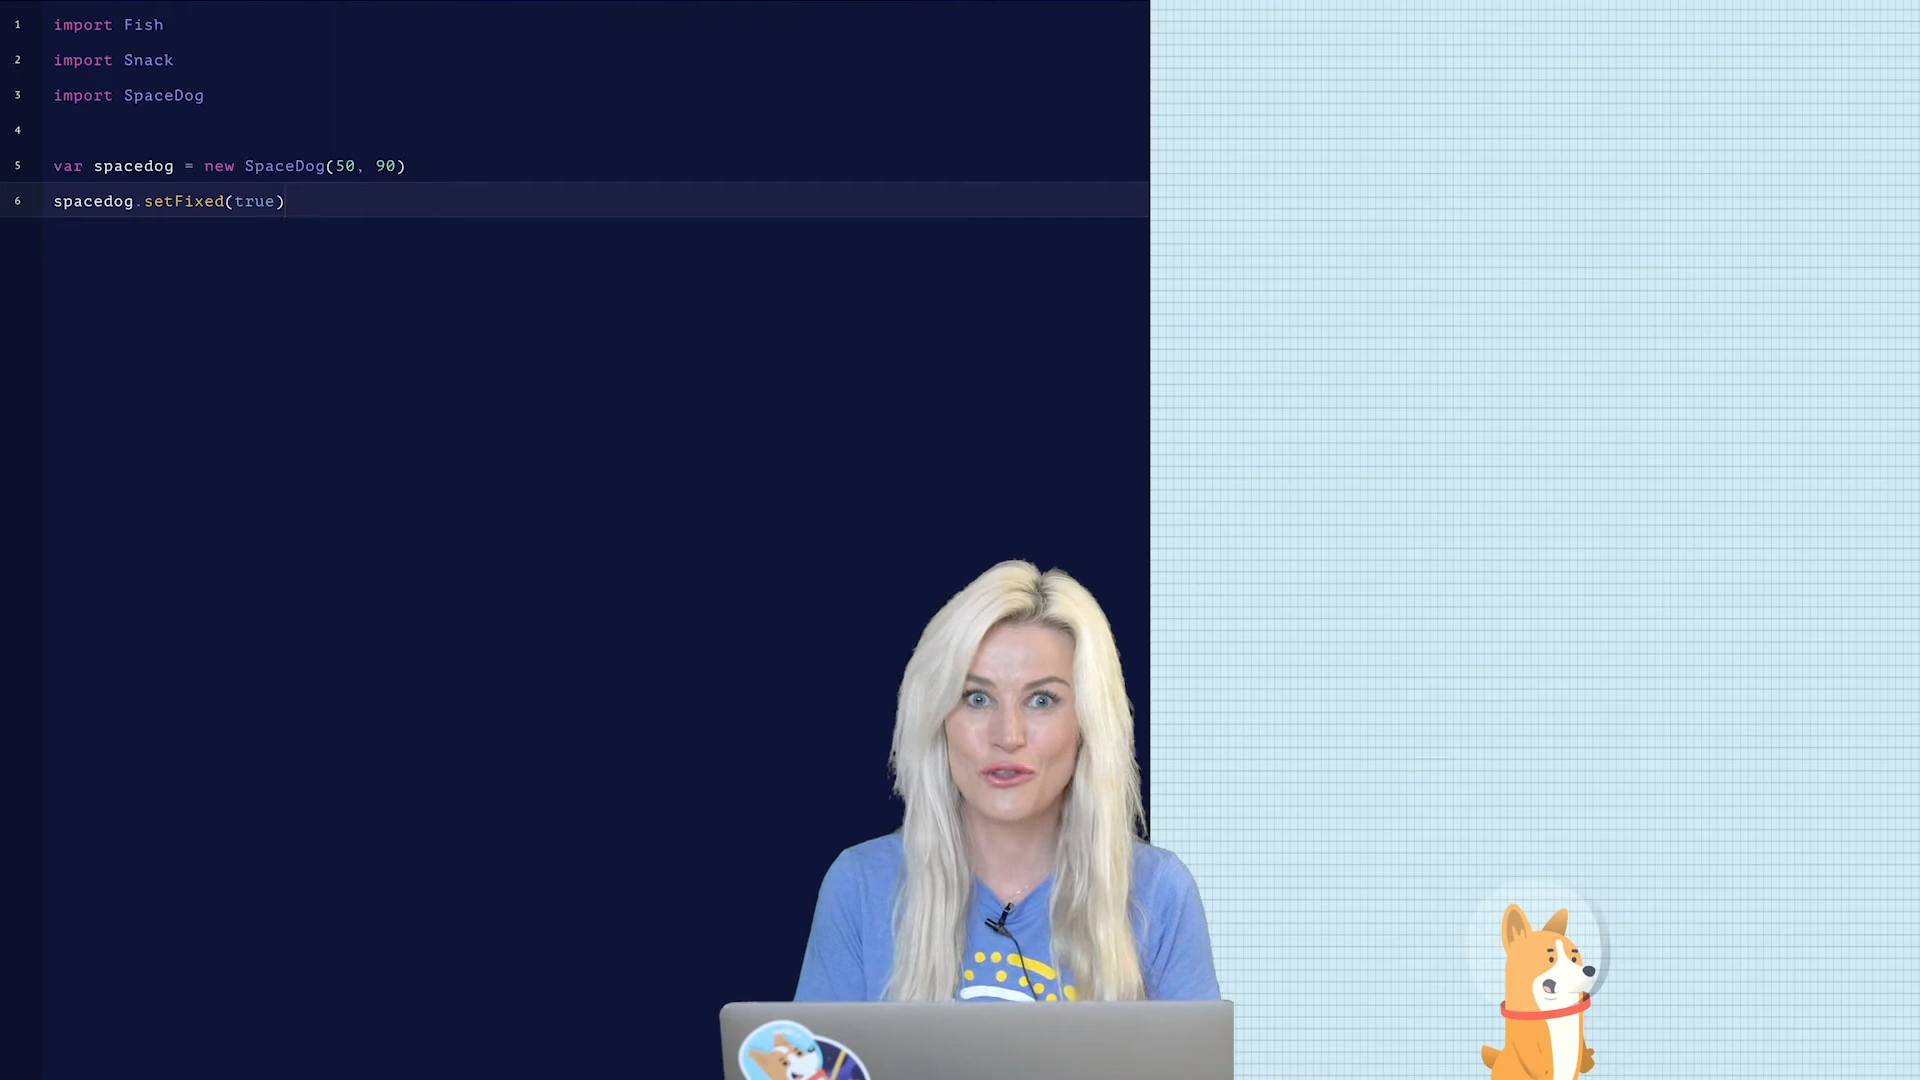 1 import Fish
2 import Snack
3 import SpaceDog
4
5 var spacedog = new SpaceDog(50, 90)
6 spacedog.setFixed(true)